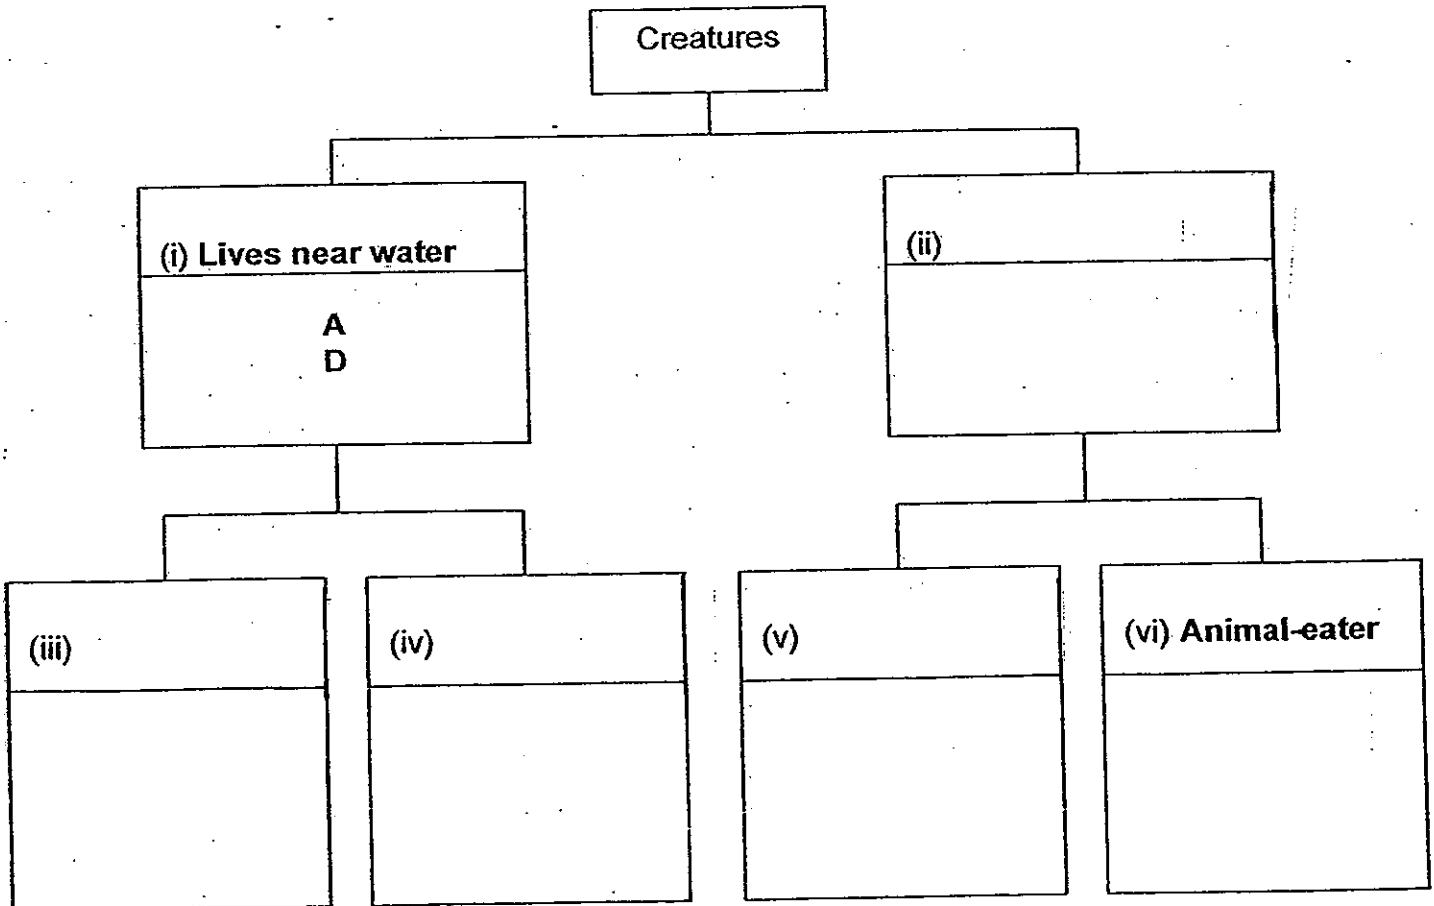 Creatures
(i) Lives near water
(ii)
A
D
(iii)
(iv)
(v)
(vi) Animal-eater